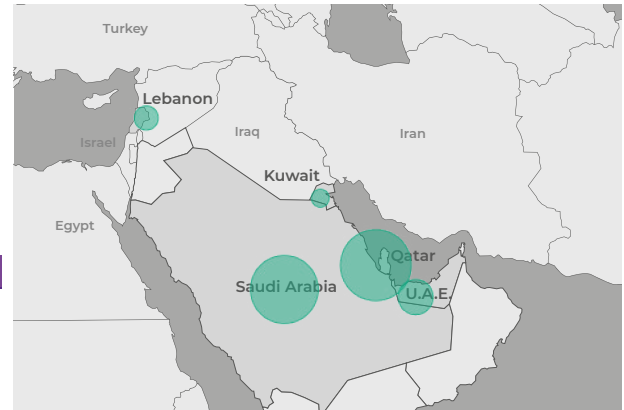 Turkey
Lebanon
Israel
Iraq
Iran
Kuwait
Egypt
Qatar
Saudi Arabia
U.A.E.